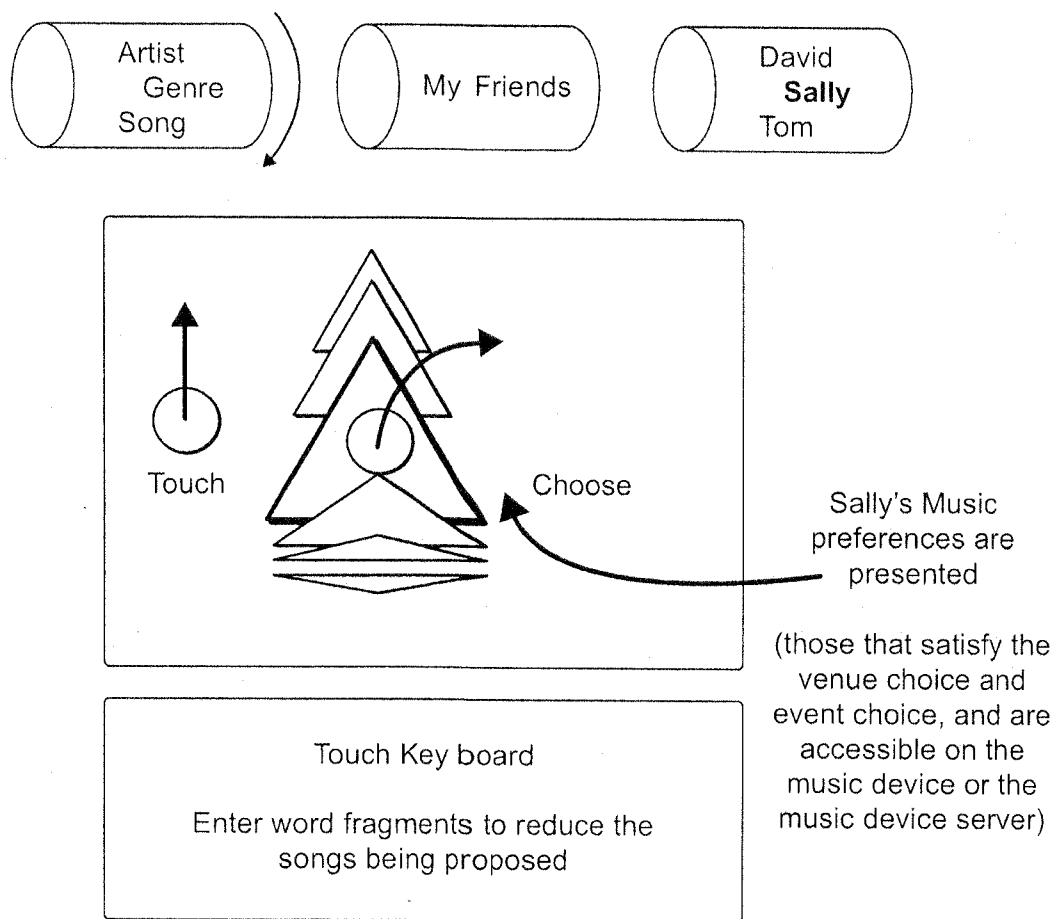 Artist
Genre
Song
My Friends
David
Sally
Tom
Touch
Choose
Sally's Music
preferences are
presented
(those that satisfy the
venue choice and
event choice, and are
accessible on the
music device or the
music device server)
Touch Key board
Enter word fragments to reduce the
songs being proposed